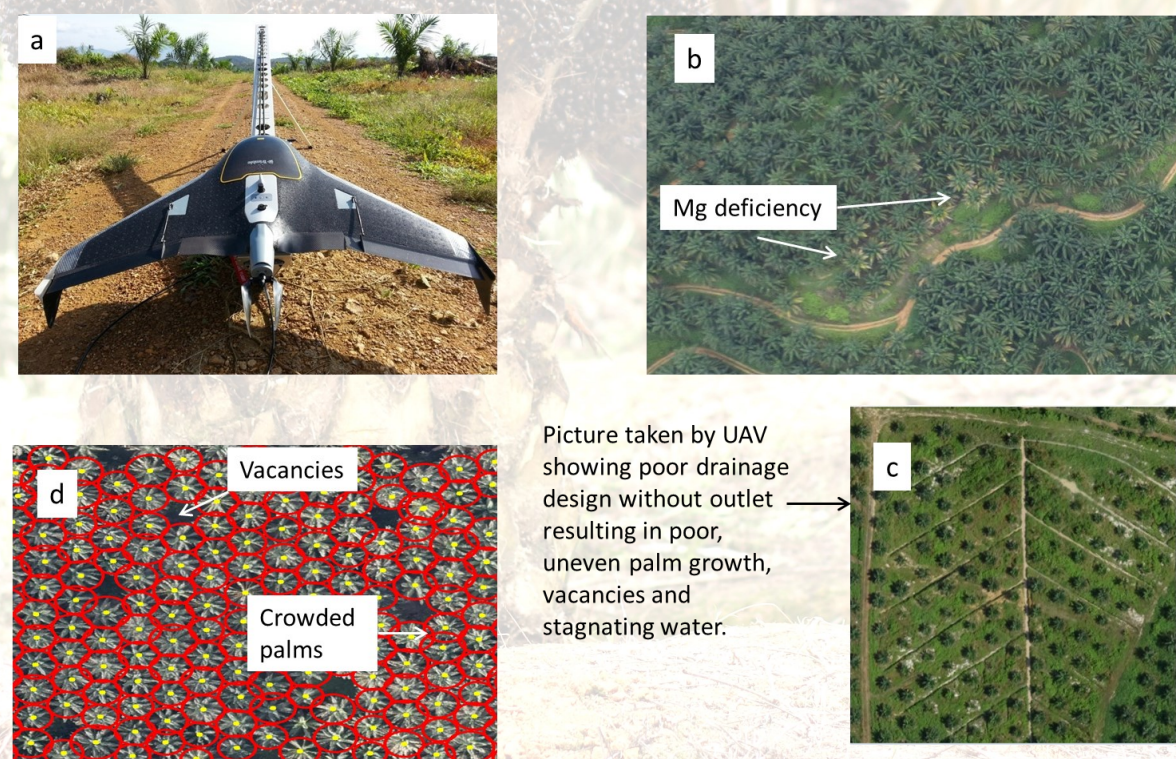 a
b
Mg deficiency
d
Vacancies
Crowded
palms
Picture taken by UAV
showing poor drainage
design without outlet
resulting in poor,
uneven palm growth,
vacancies and
stagnating water.
c